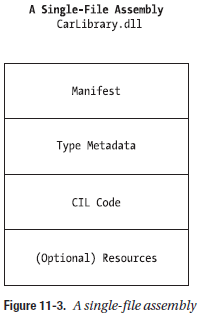 A Single-File Assembly
CarLibrary.dll
Manifest
Type Metadata
CIL Code
(Optional) Resources
Figure 11-3. A single-file assembly